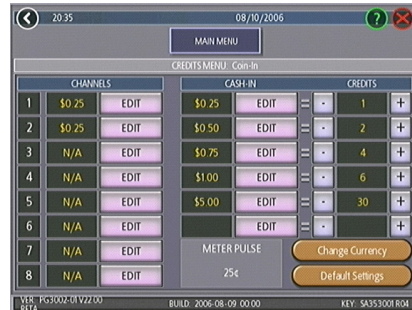 20:35 08/10/2006 ?
MAIN MENU
CREDITS MENU: Coin-In
CHANNELS CASH-IN CREDITS
1 $0.25 EDIT $0.25 EDIT = - 1 +
2 $0.25 EDIT $0.50 EDIT = - 2 +
3 N/A EDIT $0.75 EDIT = - 4 +
4 N/A EDIT $1.00 EDIT = - 6 +
5 N/A EDIT $5.00 EDIT = - 30 +
6 N/A EDIT EDIT = - +
7 N/A EDIT METER PULSE Change Currency
8 N/A EDIT 25¢ Default Settings
VER: PG3002-01 V22.00 BUILD: 2006-08-09 00:00 KEY: SA353001 R04
BETA